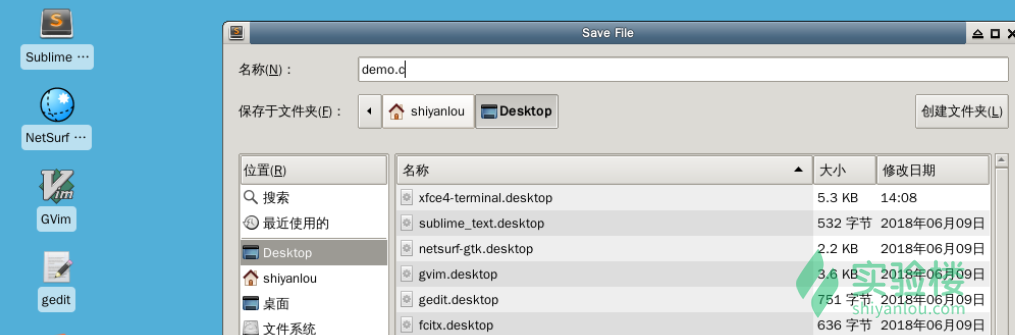 Sublime ⋯
NetSurf ⋯
GVim
gedit
Save File
名称(N)：
demo.c
保存于文件夹(F)：
shiyanlou
Desktop
创建文件夹(L)
位置(R)
搜索
最近使用的
Desktop
shiyanlou
桌面
文件系统
名称 大小 修改日期
xfce4-terminal.desktop 5.3 KB 14:08
sublime_text.desktop 532 字节 2018年06月09日
netsurf-gtk.desktop 2.2 KB 2018年06月09日
gvim.desktop 3.6 KB 2018年06月09日
gedit.desktop 751 字节 2018年06月09日
fcitx.desktop 636 字节 2018年06月09日
实验楼
shiyanlou.com